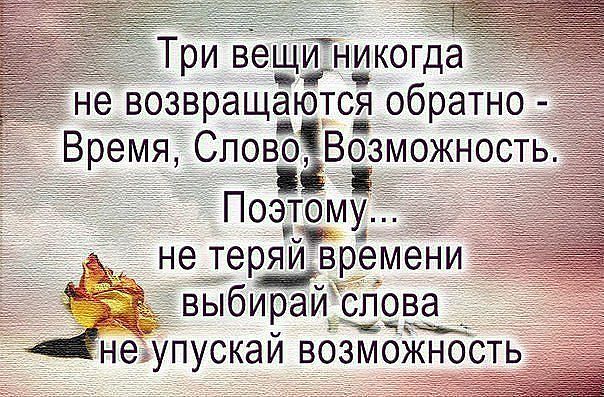 Три вещи никогда
не возвращаются обратно -
Время, Слово, Возможность.
Поэтому...
не теряй времени
выбирай слова
не упускай возможность